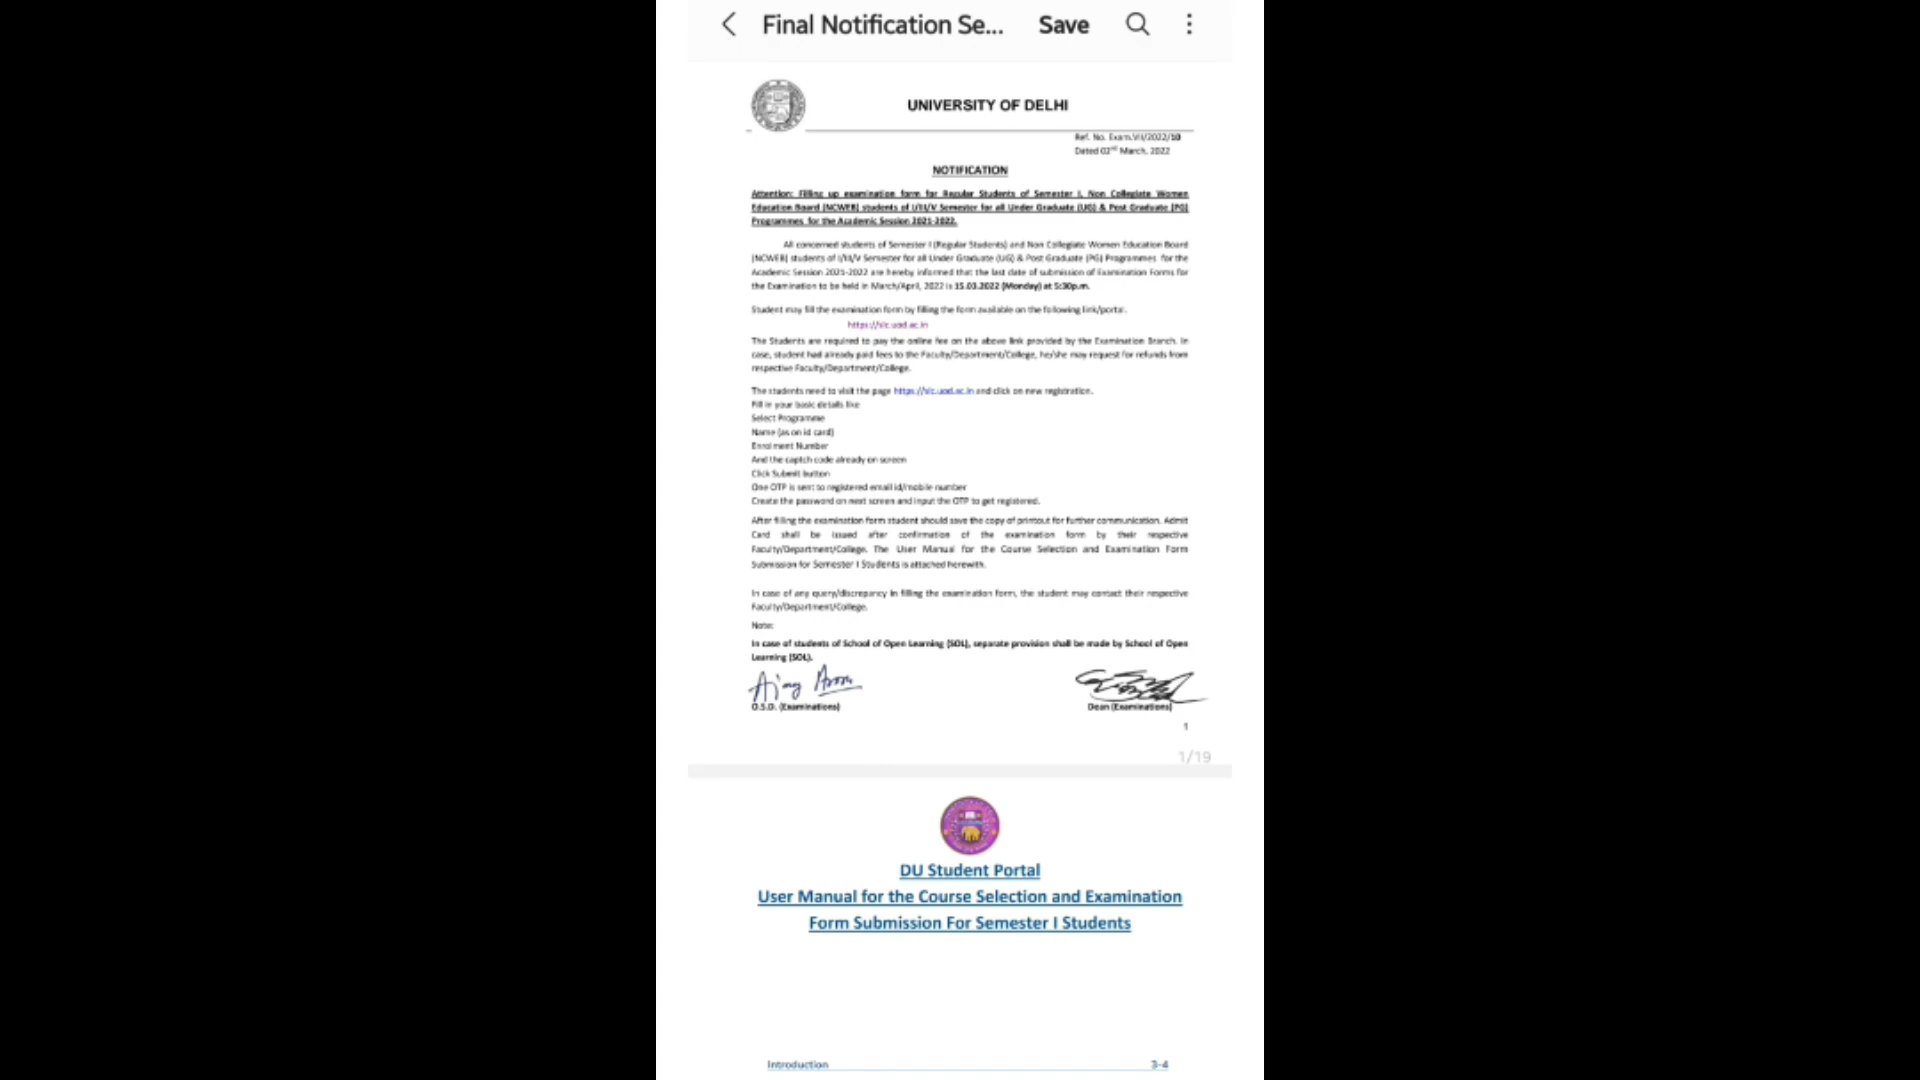 Final Notification Se...
Save
UNIVERSITY OF DELHI
Ref. No. Exam.VII/2022/10
Dated 02nd March, 2022
NOTIFICATION
Attention: Filling up examination form for Regular Students of Semester I, Non Collegiate Women
Education Board (NCWEB) students of I/III/V Semester for all Under Graduate (UG) & Post Graduate (PG)
Programmes for the Academic Session 2021-2022.
All concerned students of Semester I (Regular Students) and Non Collegiate Women Education Board
(NCWEB) students of I/III/V Semester for all Under Graduate (UG) & Post Graduate (PG) Programmes for the
Academic Session 2021-2022 are hereby informed that the last date of submission of Examination Forms for
the Examination to be held in March/April, 2022 is 15.03.2022 (Monday) at 5:30p.m.
Student may fill the examination form by filling the form available on the following link/portal.
https://slc.uod.ac.in
The Students are required to pay the online fee on the above link provided by the Examination Branch. In
case, student had already paid fees to the Faculty/Department/College, he/she may request for refunds from
respective Faculty/Department/College.
The students need to visit the page https://slc.uod.ac.in and click on new registration.
Fill in your basic details like
Select Programme
Name (as on id card)
Enrolment Number
And the captch code already on screen
Click Submit button
One OTP is sent to registered email id/mobile number
Create the password on next screen and input the OTP to get registered.
After filling the examination form student should save the copy of printout for further communication. Admit
Card shall be issued after confirmation of the examination form by their respective
Faculty/Department/College. The User Manual for the Course Selection and Examination Form
Submission for Semester I Students is attached herewith.
In case of any query/discrepancy in filling the examination form, the student may contact their respective
Faculty/Department/College.
Note:
In case of students of School of Open Learning (SOL), separate provision shall be made by School of Open
Learning (SOL).
O.S.D. (Examinations)
Dean (Examinations)
1
1/19
DU Student Portal
User Manual for the Course Selection and Examination
Form Submission For Semester I Students
Introduction 3-4